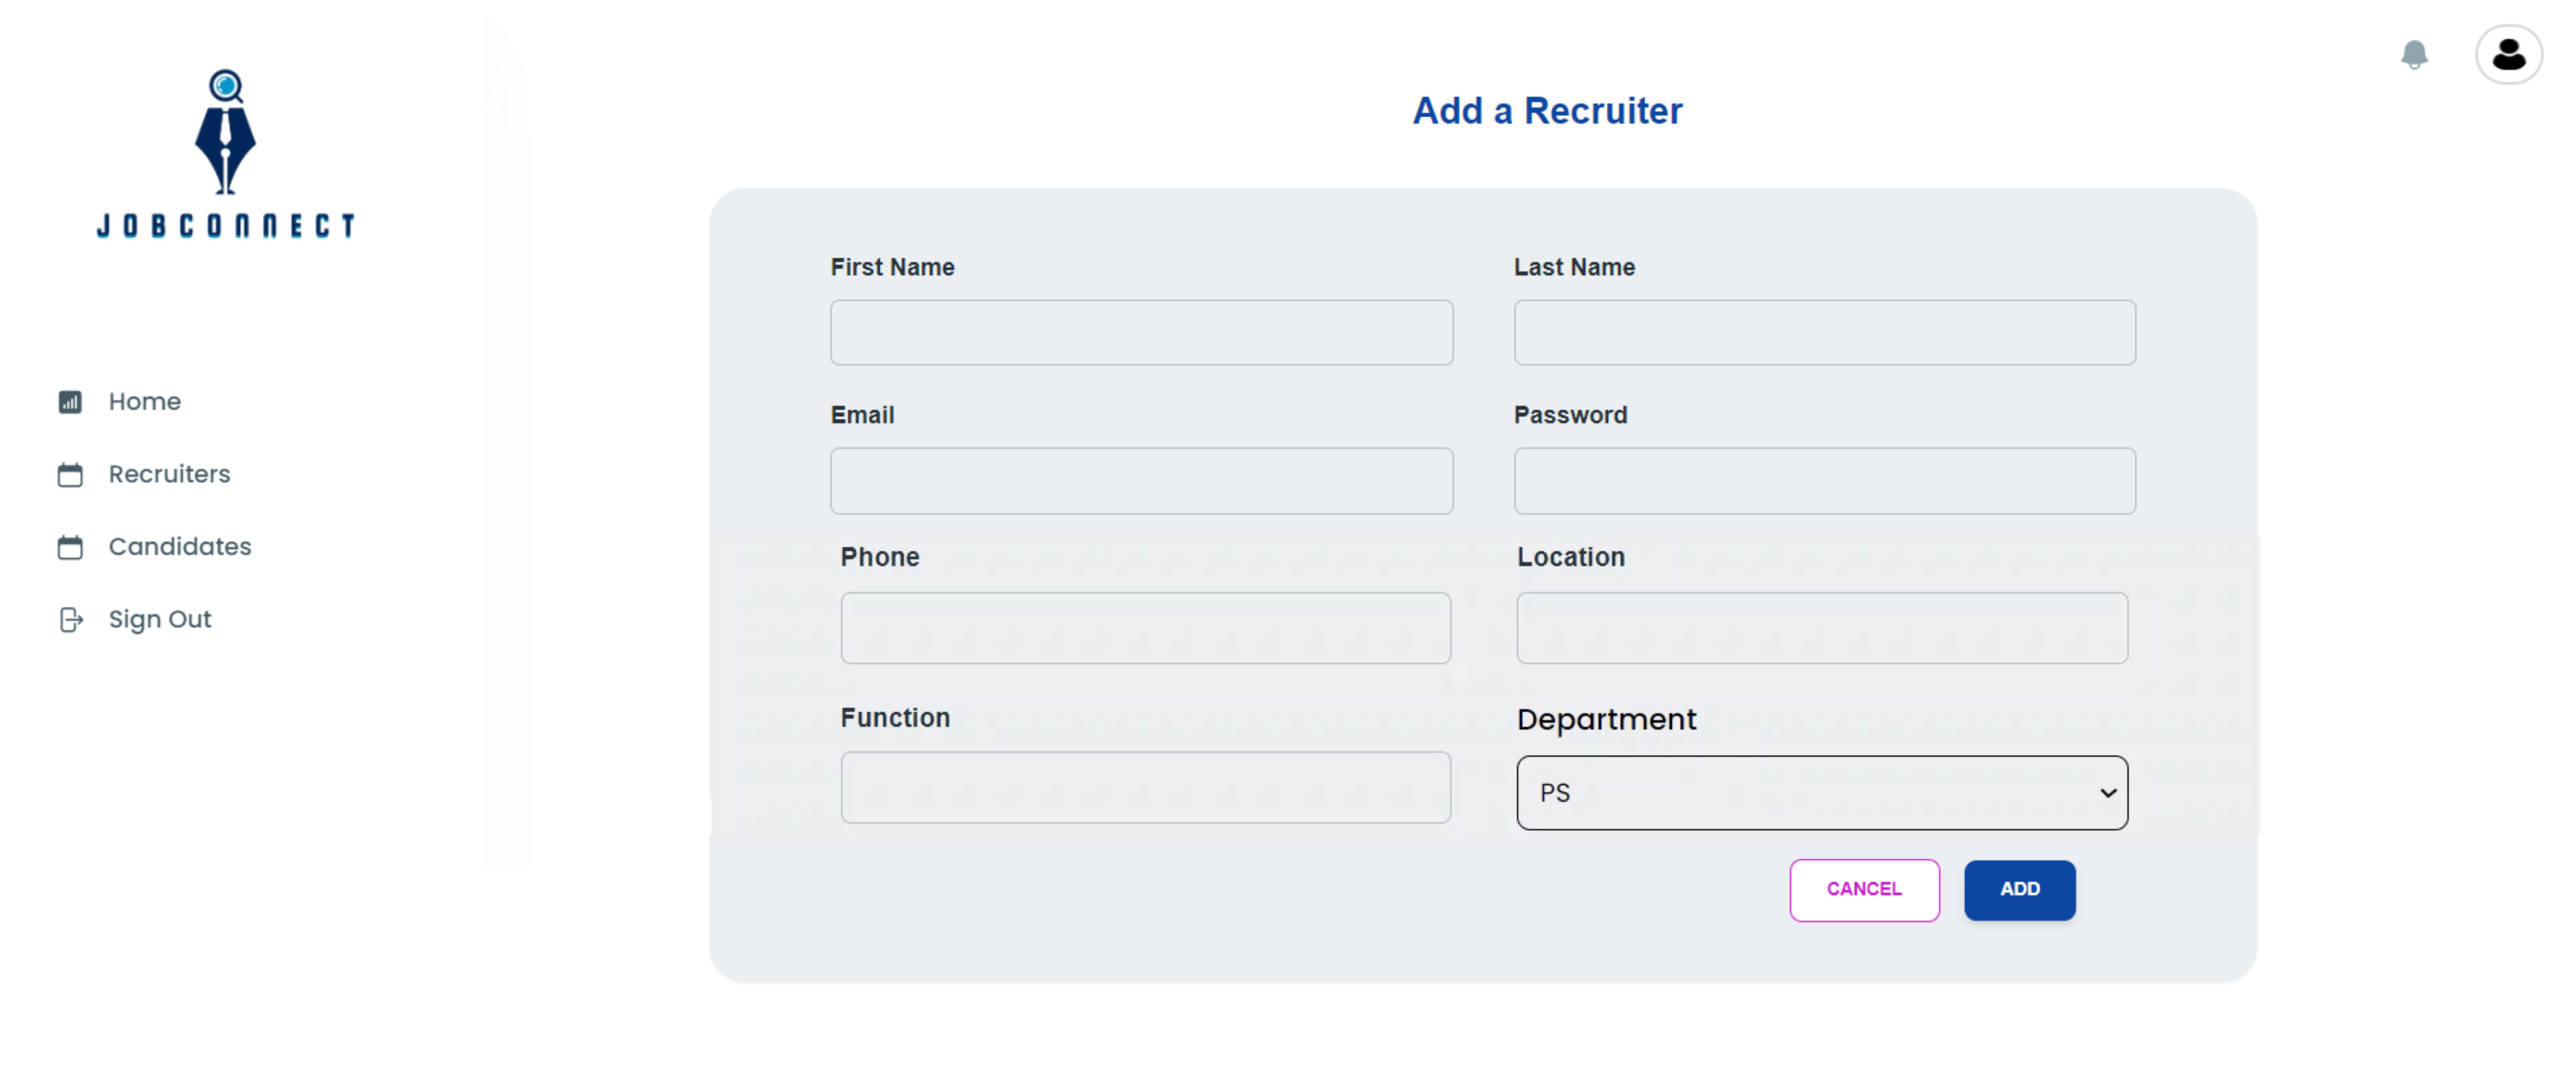 JOBCONNECT
Home
Recruiters
Candidates
Sign Out
Add a Recruiter
First Name
Last Name
Email
Password
Phone
Location
Function
Department
PS
CANCEL
ADD